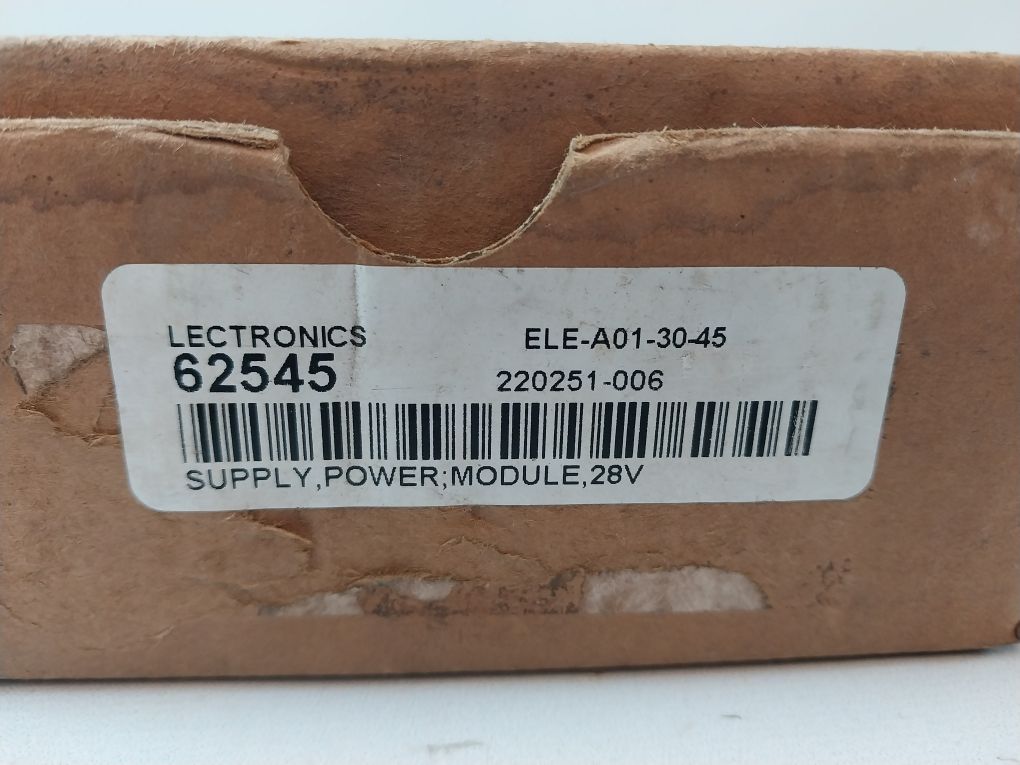 LECTRONICS ELE-A01-30-45
62545 220251-006
SUPPLY,POWER;MODULE,28V